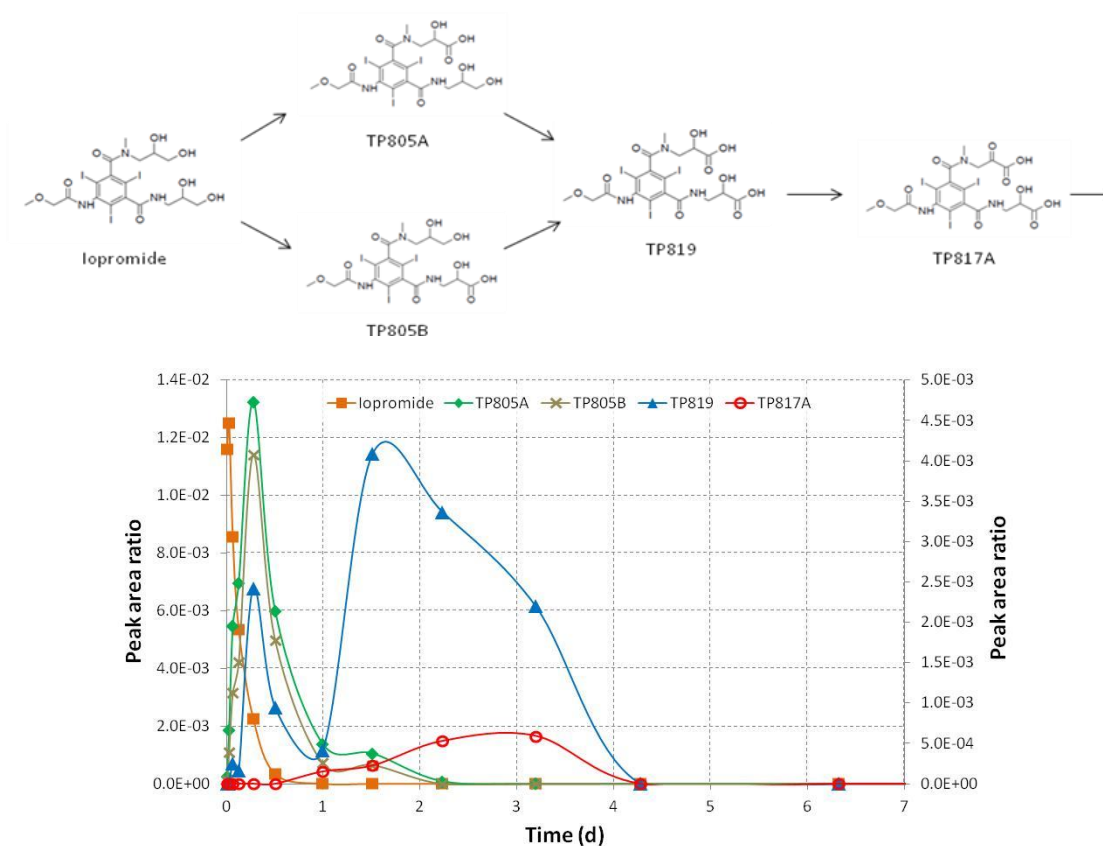 TP805A
Iopromide
TP805B
TP819
TP817A
Iopromide TP805A TP805B TP819 TP817A
1.4E-02
1.2E-02
1.0E-02
8.0E-03
6.0E-03
4.0E-03
2.0E-03
0.0E+00
Peak area ratio
5.0E-03
4.5E-03
4.0E-03
3.5E-03
3.0E-03
2.5E-03
2.0E-03
1.5E-03
1.0E-03
5.0E-04
0.0E+00
Peak area ratio
0 1 2 3 4 5 6 7
Time (d)